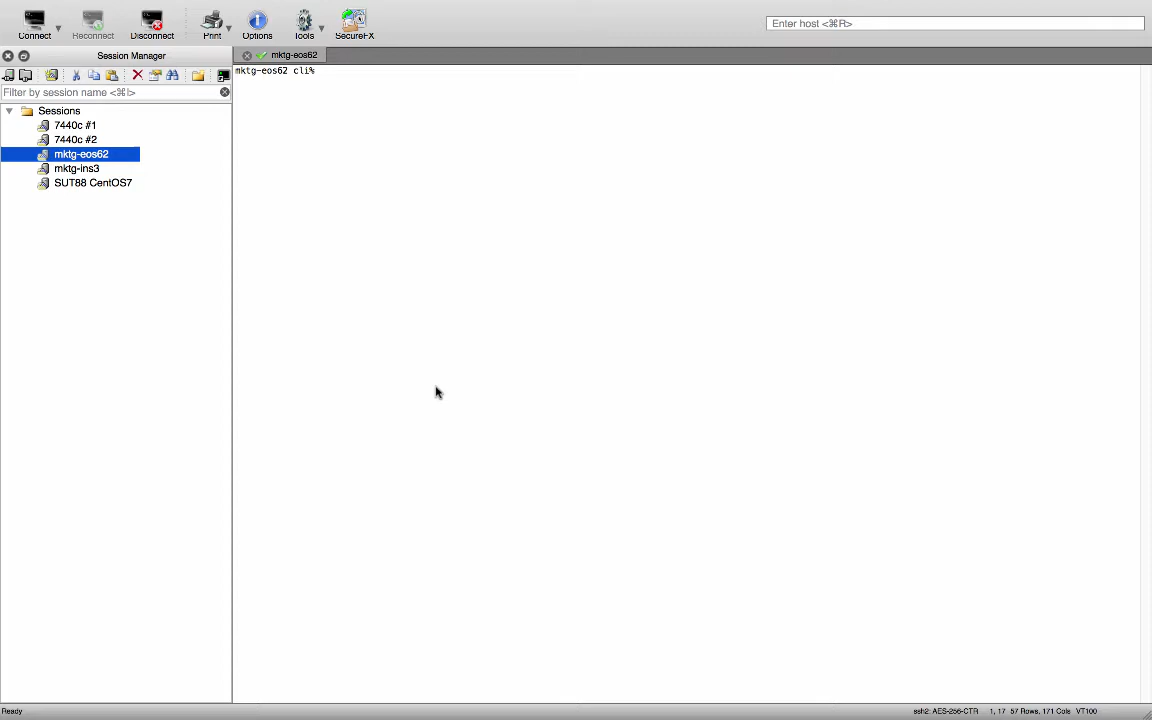 Connect
Reconnect
Disconnect
Print
Options
Tools
SecureFX
Enter host <⌘R>
Session Manager
mktg-eos62
mktg-eos62 cli%
Filter by session name <⌘I>
Sessions
7440c #1
7440c #2
mktg-eos62
mktg-ins3
SUT88 CentOS7
Ready
ssh2: AES-256-CTR 1, 17 57 Rows, 171 Cols VT100